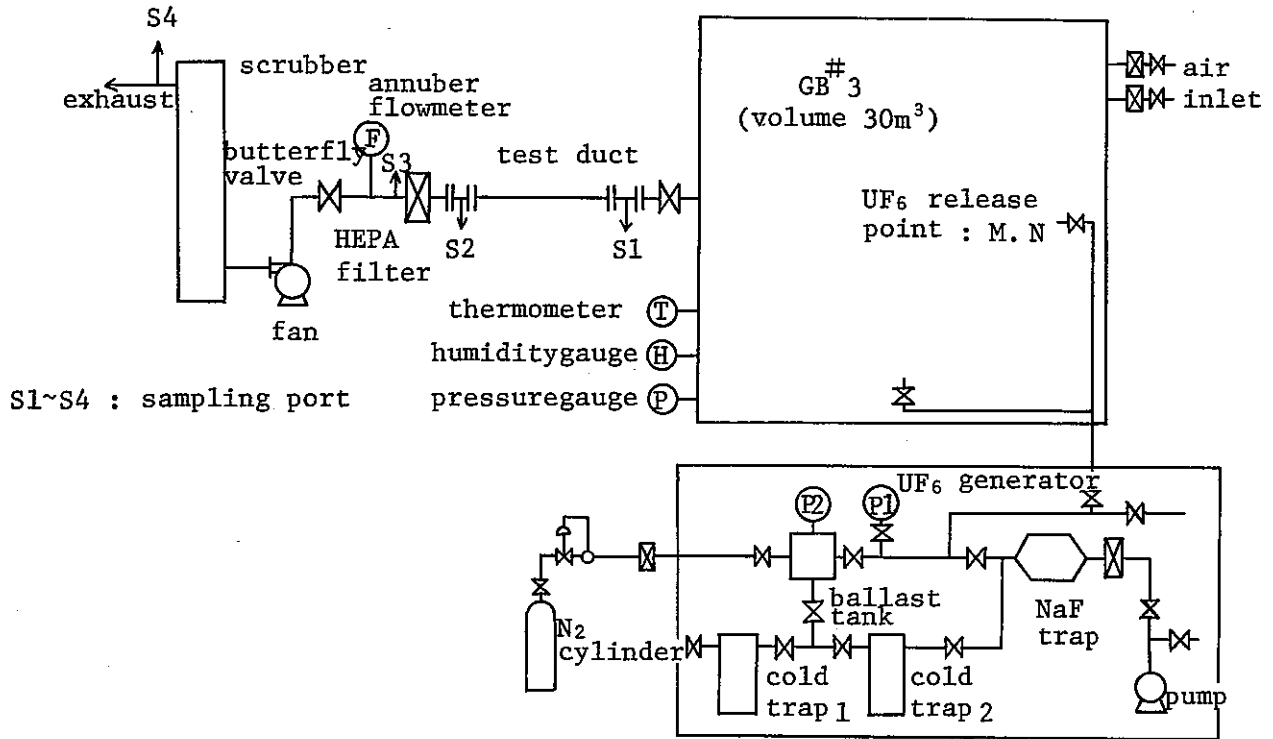 S4
scrubber
exhaust
annuber
flowmeter
F
butterfly
valve
S3
test duct
HEPA
filter
S2
S1
fan
GB #3
(volume 30m³)
air
inlet
UF₆ release
point : M.N
thermometer T
humiditygauge H
pressuregauge P
S1~S4 : sampling port
UF₆ generator
P2
P1
ballast
tank
NaF
trap
N₂
cylinder
cold
trap 1
cold
trap 2
pump